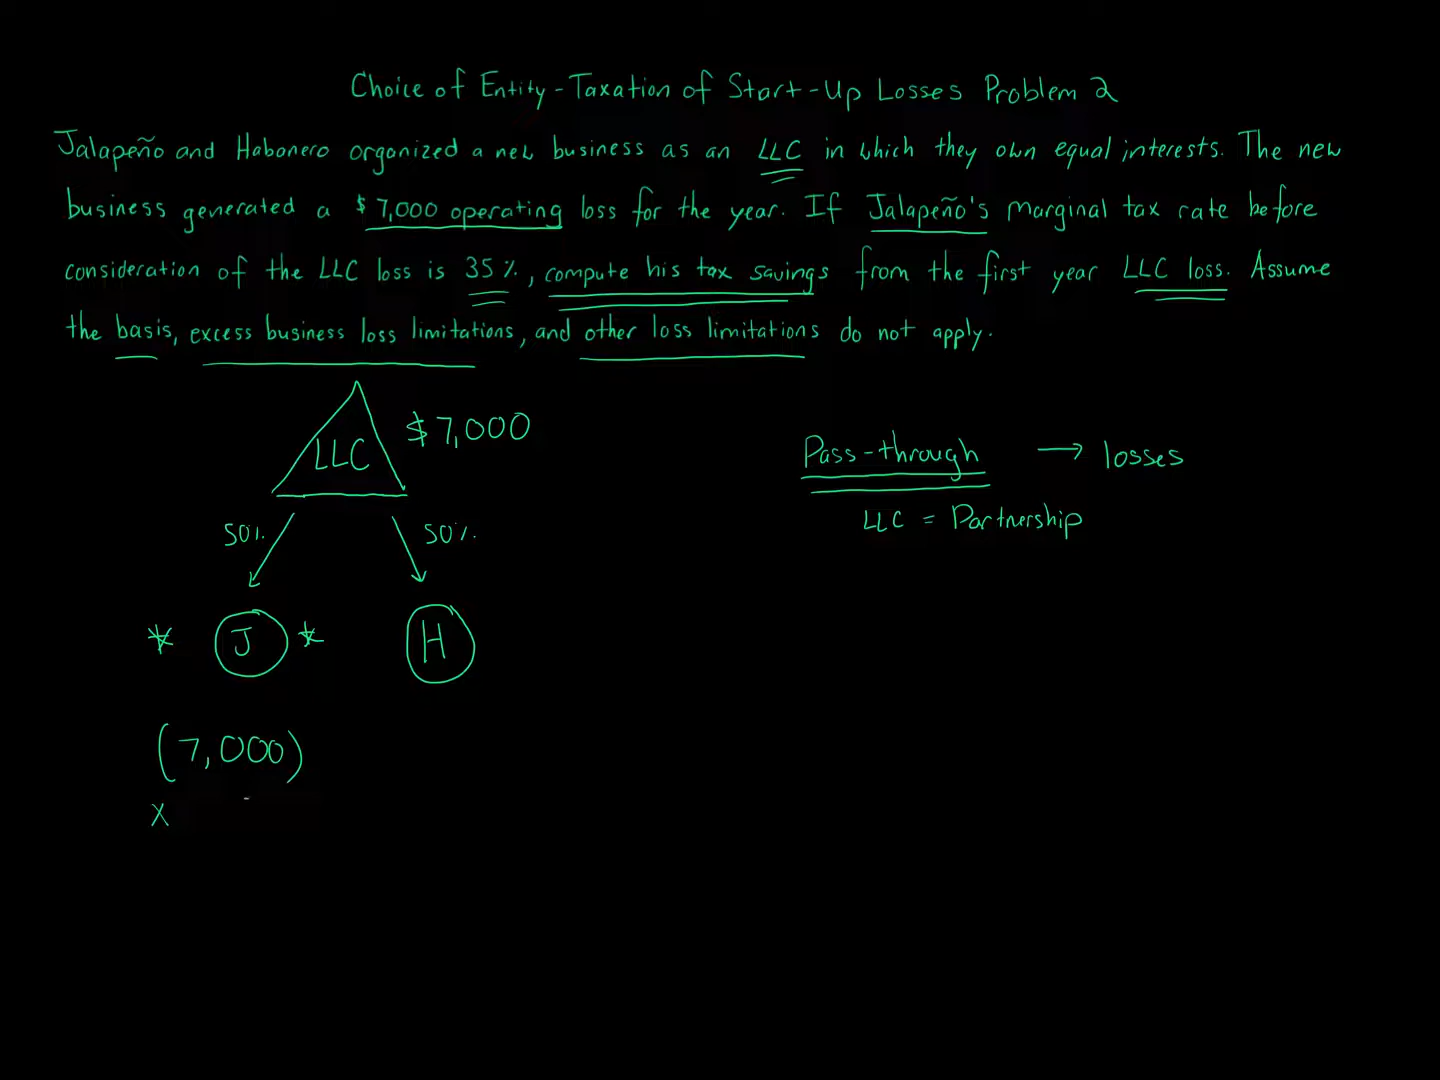 Choice of Entity-Taxation of Start-Up Losses Problem 2
Jalapeño and Habonero organized a new business as an LLC in which they own equal interests. The new
business generated a $7,000 operating loss for the year. If Jalapeño's marginal tax rate before
consideration of the LLC loss is 35%, compute his tax savings from the first year LLC loss. Assume
the basis, excess business loss limitations, and other loss limitations do not apply.
LLC $7,000
Pass-through → losses
LLC = Partnership
50% 50%
* J * H
(7,000)
X